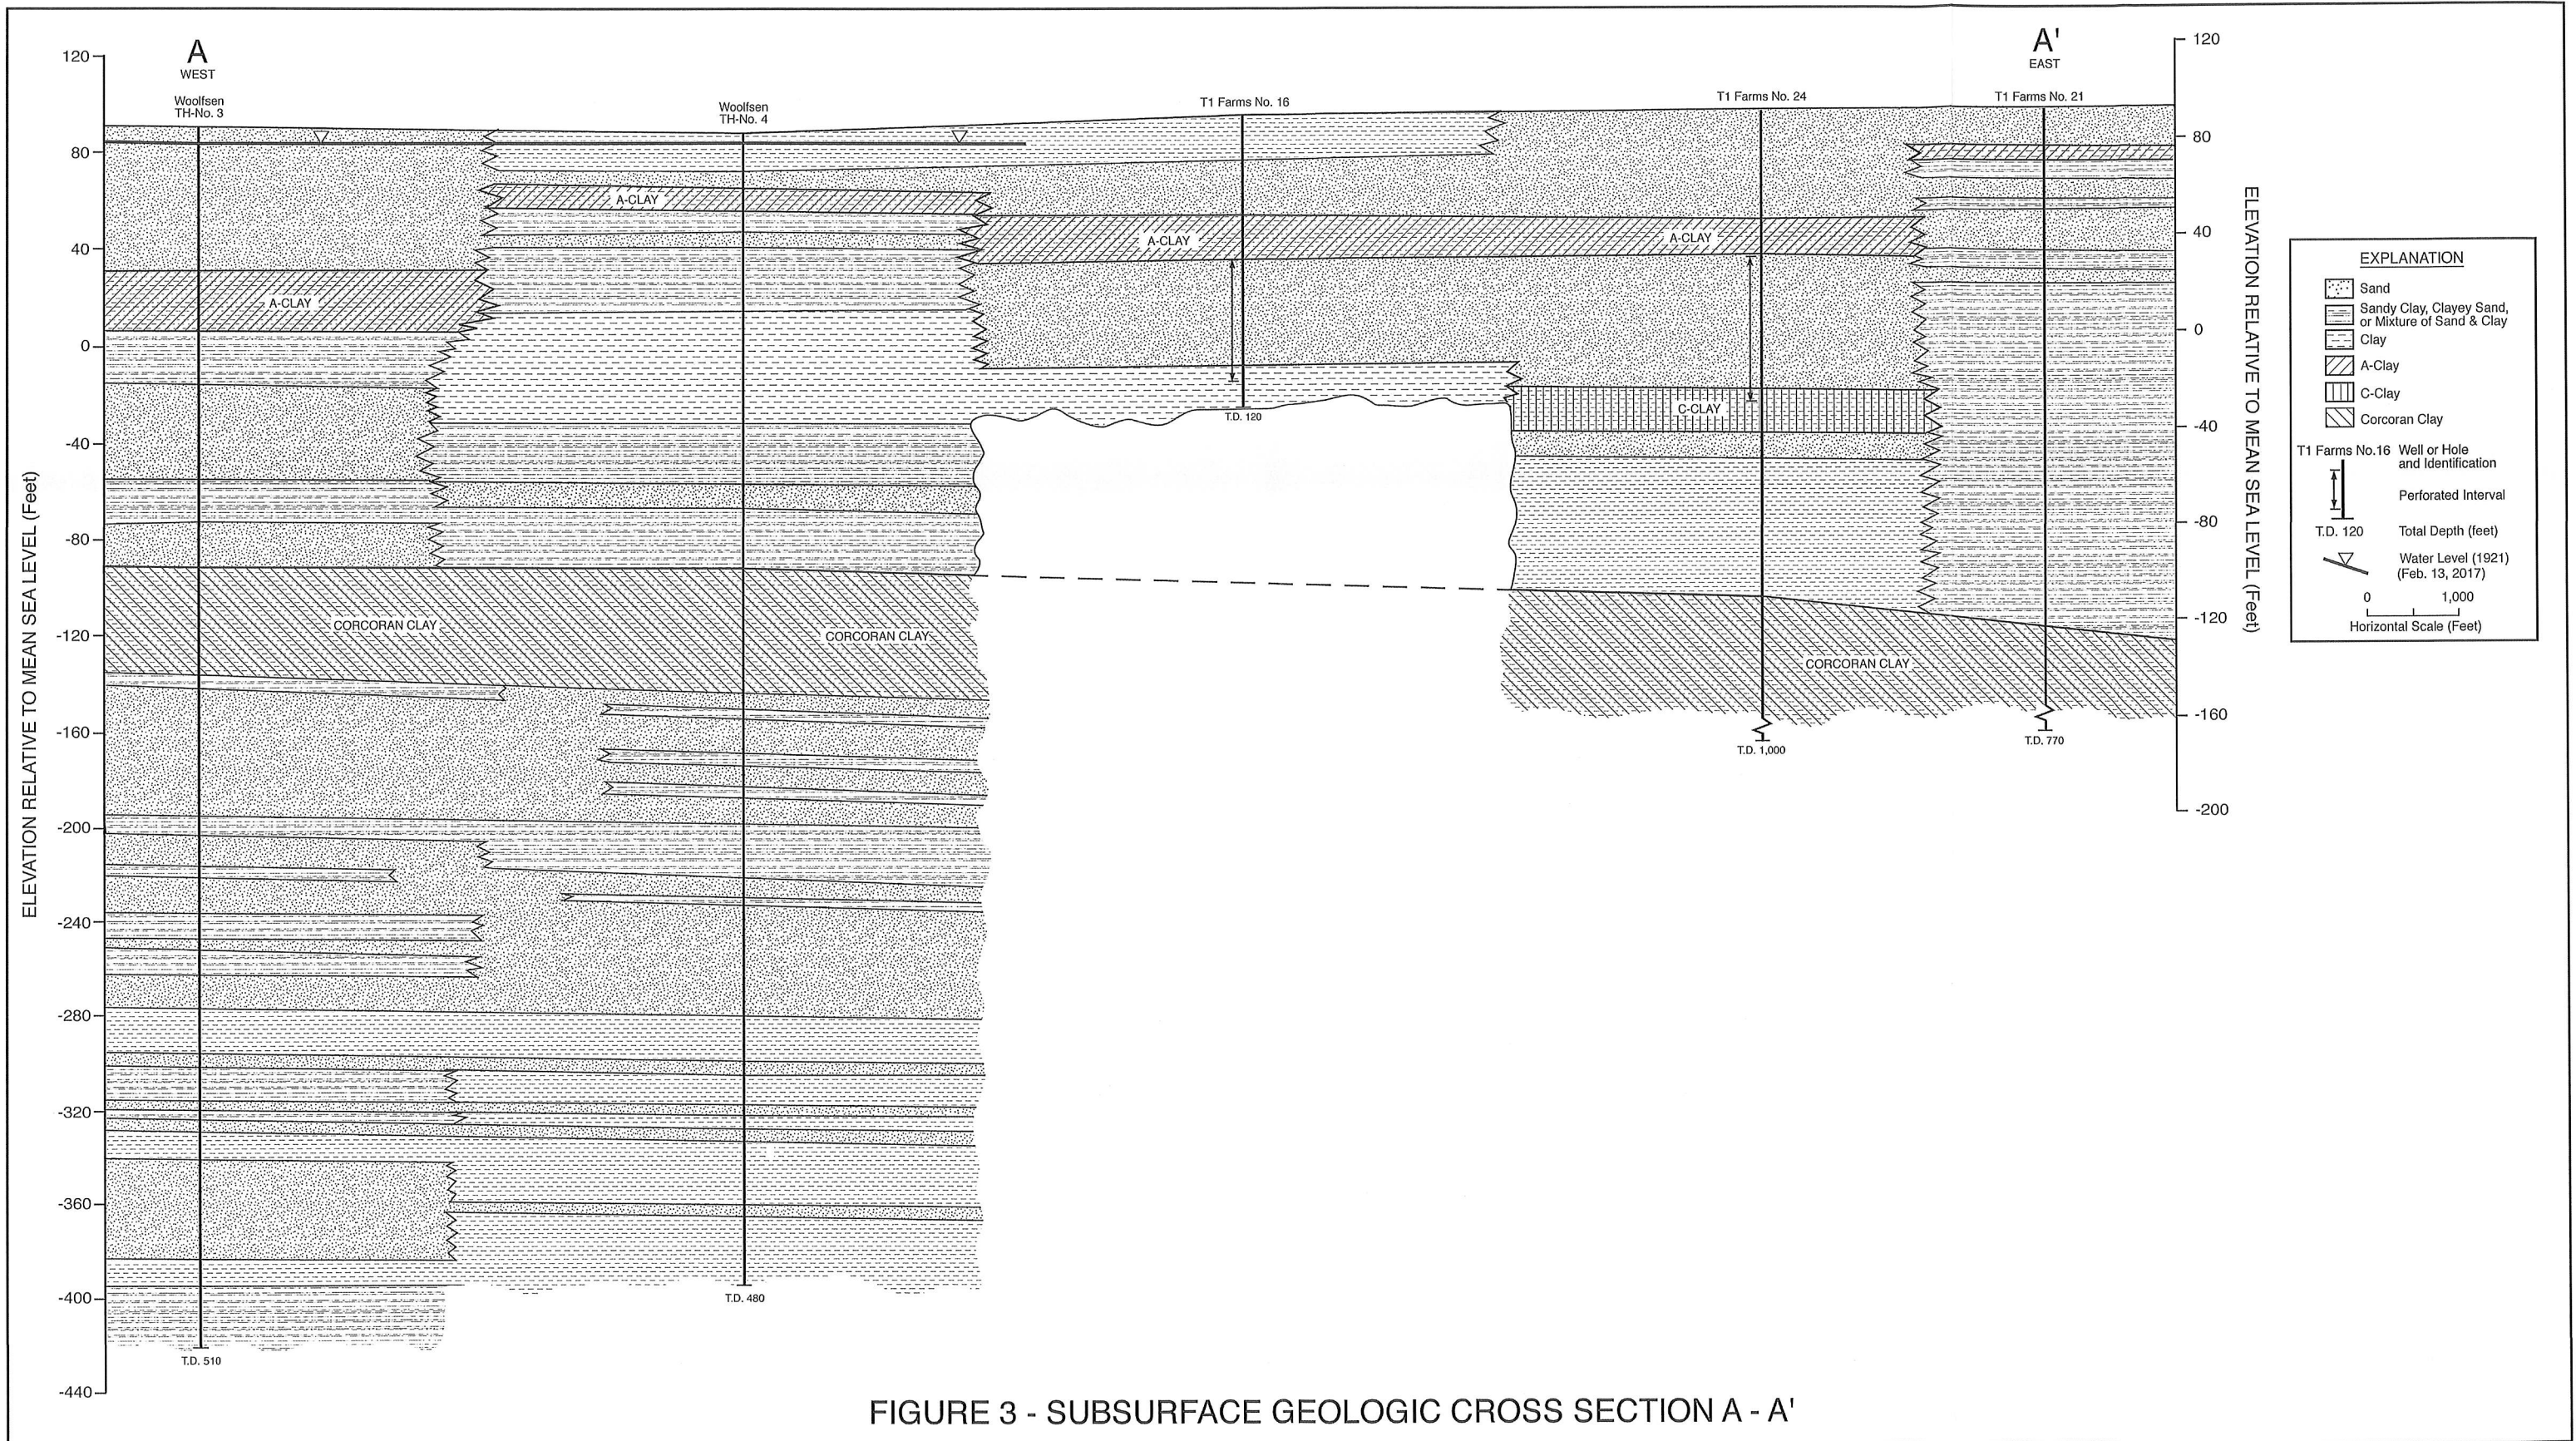 A
WEST
A'
EAST
Woolfsen
TH-No. 3
Woolfsen
TH-No. 4
T1 Farms No. 16
T1 Farms No. 24
T1 Farms No. 21
120
80
40
0
-40
-80
-120
-160
-200
-240
-280
-320
-360
-400
-440
ELEVATION RELATIVE TO MEAN SEA LEVEL (Feet)
A-CLAY
A-CLAY
A-CLAY
A-CLAY
C-CLAY
CORCORAN CLAY
CORCORAN CLAY
CORCORAN CLAY
T.D. 120
T.D. 1,000
T.D. 770
T.D. 480
T.D. 510
120
80
40
0
-40
-80
-120
-160
-200
ELEVATION RELATIVE TO MEAN SEA LEVEL (Feet)
EXPLANATION
Sand
Sandy Clay, Clayey Sand,
or Mixture of Sand & Clay
Clay
A-Clay
C-Clay
Corcoran Clay
T1 Farms No.16 Well or Hole
and Identification
Perforated Interval
T.D. 120 Total Depth (feet)
Water Level (1921)
(Feb. 13, 2017)
0 1,000
Horizontal Scale (Feet)
FIGURE 3 - SUBSURFACE GEOLOGIC CROSS SECTION A - A'